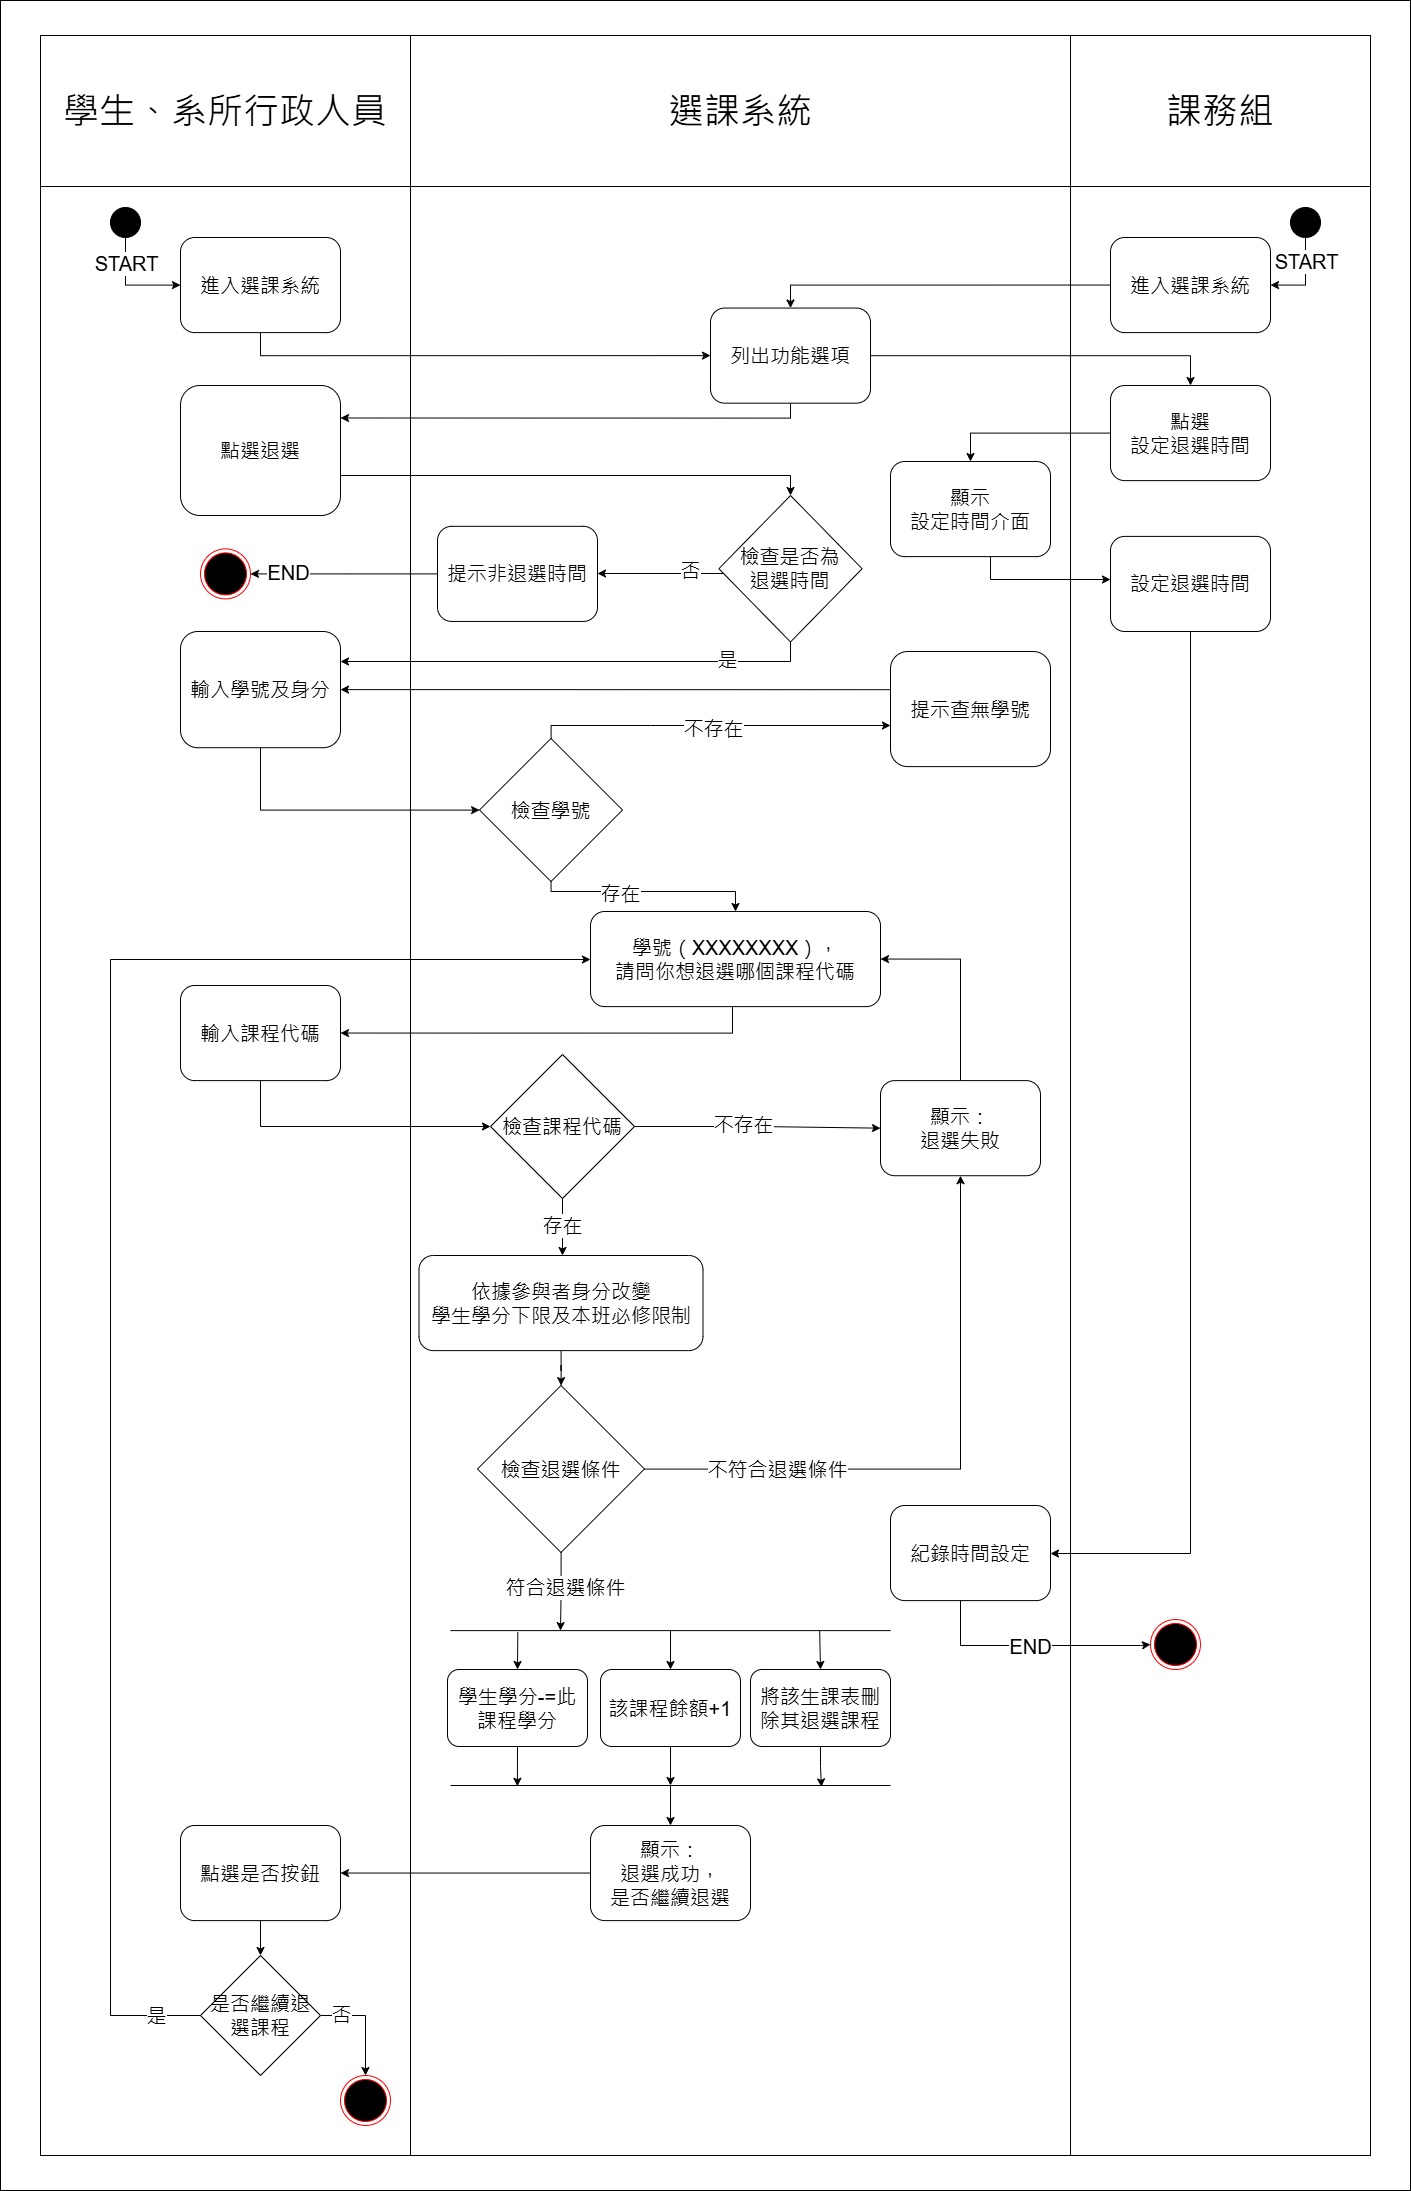 學生、系所行政人員
選課系統
課務組
START
進入選課系統
進入選課系統
START
列出功能選項
點選退選
點選
設定退選時間
顯示
設定時間介面
檢查是否為
退選時間
否
提示非退選時間
END
設定退選時間
是
輸入學號及身分
提示查無學號
不存在
檢查學號
存在
學號（XXXXXXXX），
請問你想退選哪個課程代碼
輸入課程代碼
檢查課程代碼
不存在
顯示：
退選失敗
存在
依據參與者身分改變
學生學分下限及本班必修限制
檢查退選條件
不符合退選條件
紀錄時間設定
符合退選條件
END
學生學分-=此
課程學分
該課程餘額+1
將該生課表刪
除其退選課程
顯示：
退選成功，
是否繼續退選
點選是否按鈕
是否繼續退
選課程
是
否